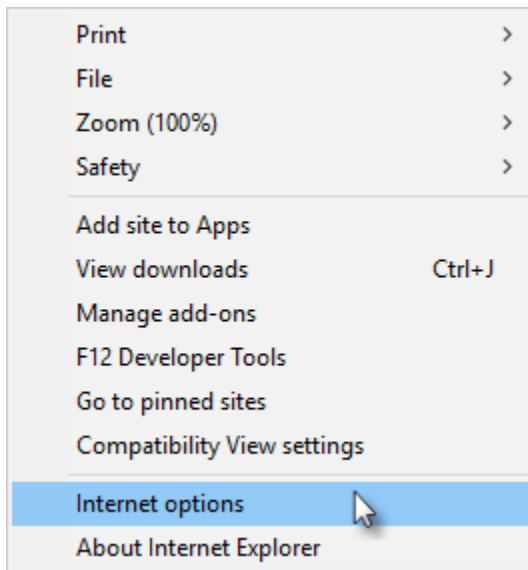 Print
File
Zoom (100%)
Safety
Add site to Apps
View downloads Ctrl+J
Manage add-ons
F12 Developer Tools
Go to pinned sites
Compatibility View settings
Internet options
About Internet Explorer